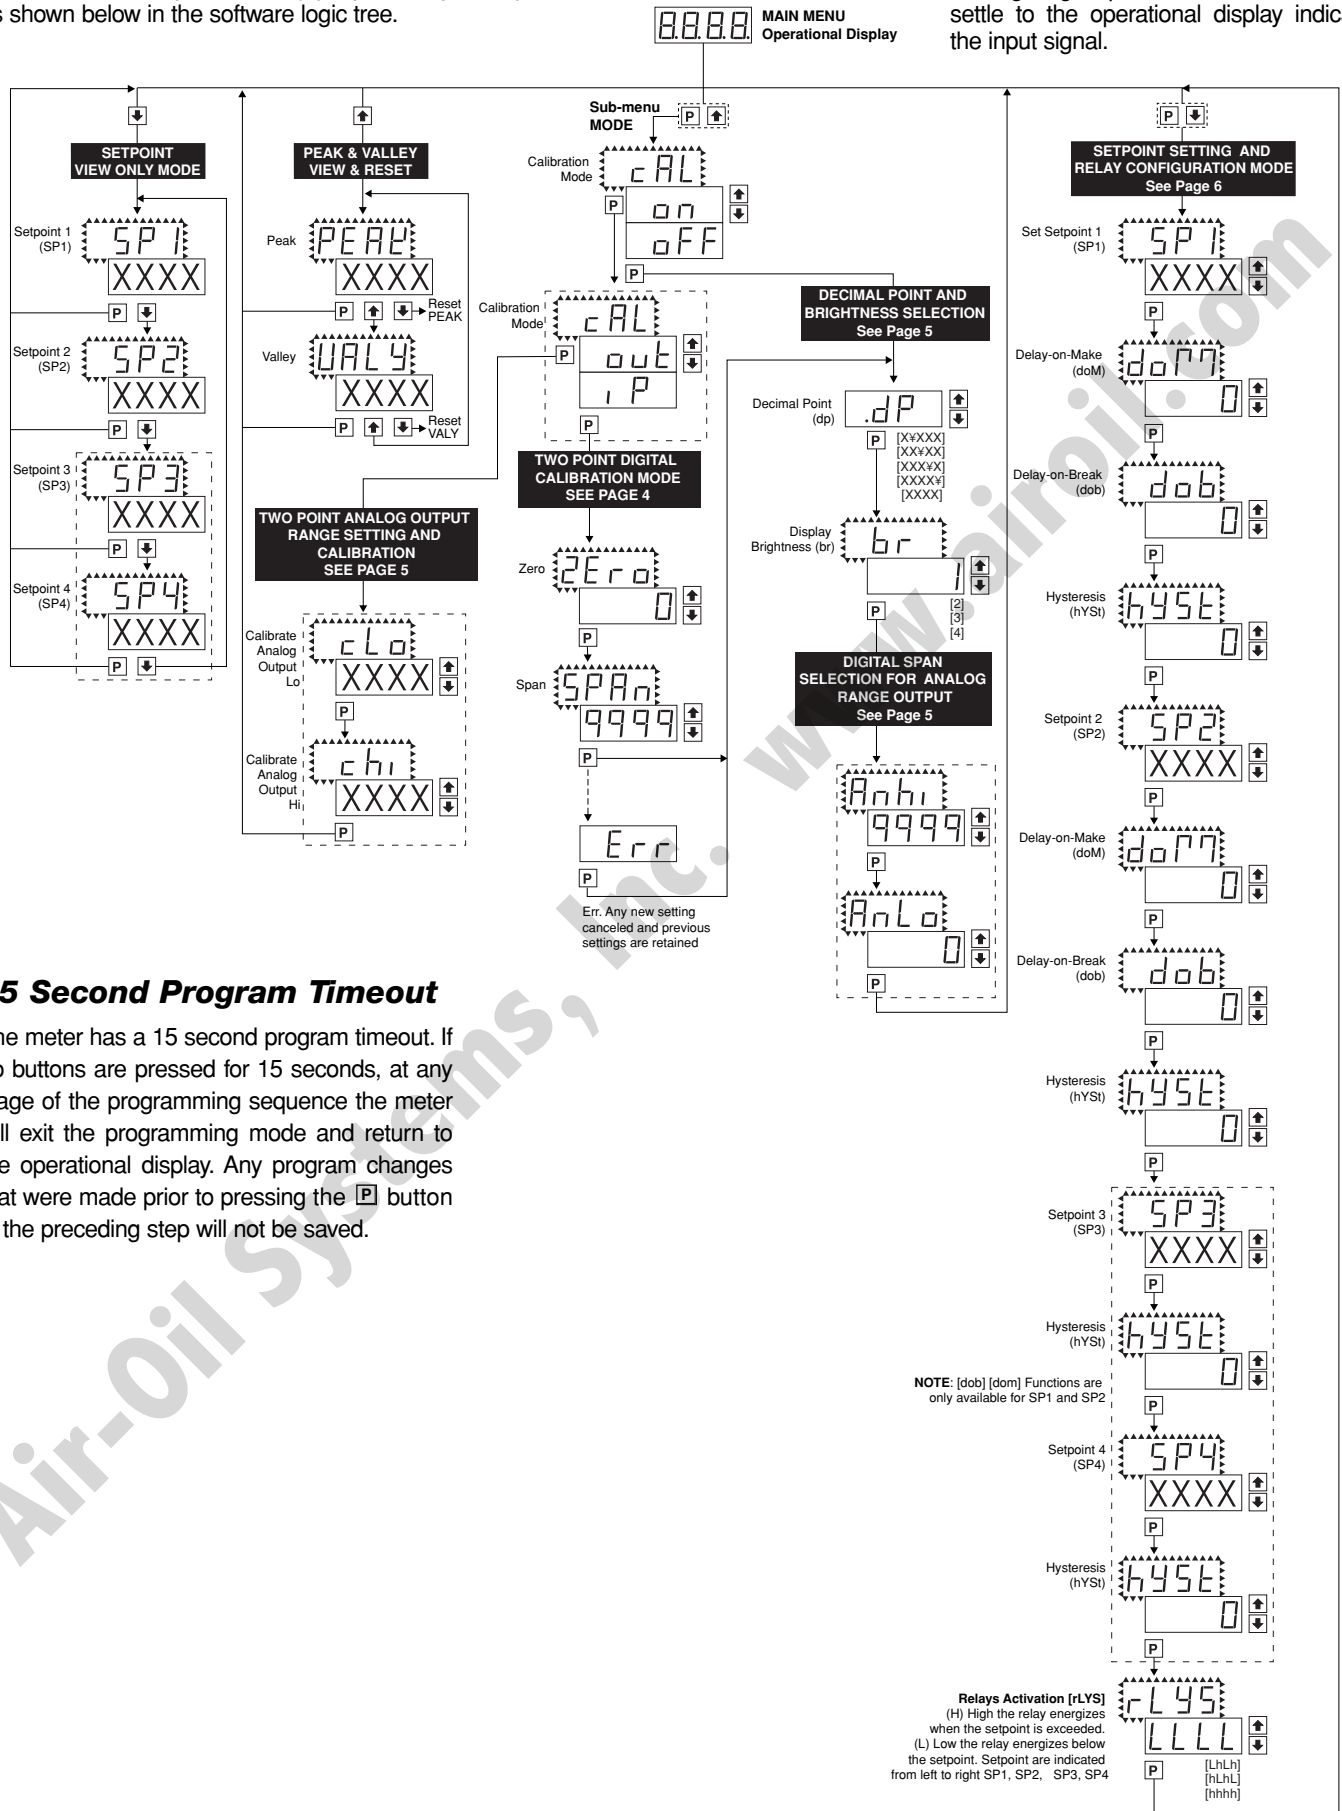 s shown below in the software logic tree.
8.8.8.8.
MAIN MENU
Operational Display
settle to the operational display indic
the input signal.
SETPOINT
VIEW ONLY MODE
Setpoint 1
(SP1)
SP1
XXXX
P
Setpoint 2
(SP2)
SP2
XXXX
P
Setpoint 3
(SP3)
SP3
XXXX
P
Setpoint 4
(SP4)
SP4
XXXX
P
PEAK & VALLEY
VIEW & RESET
Peak
PEAK
XXXX
P
Reset
PEAK
Valley
VALY
XXXX
P
Reset
VALY
Sub-menu
MODE
P
Calibration
Mode
cAL
P
on
oFF
P
Calibration
Mode
cAL
P
out
iP
P
TWO POINT ANALOG OUTPUT
RANGE SETTING AND
CALIBRATION
SEE PAGE 5
Calibrate
Analog
Output
Lo
cLo
XXXX
P
Calibrate
Analog
Output
Hi
chi
XXXX
P
TWO POINT DIGITAL
CALIBRATION MODE
SEE PAGE 4
Zero
ZEro
0
P
Span
SPAn
9999
P
Err
P
Err. Any new setting
canceled and previous
settings are retained
DECIMAL POINT AND
BRIGHTNESS SELECTION
See Page 5
Decimal Point
(dp)
.dP
P
[X¥XXX]
[XX¥XX]
[XXX¥X]
[XXXX¥]
[XXXX]
Display
Brightness (br)
br
1
P
[2]
[3]
[4]
DIGITAL SPAN
SELECTION FOR ANALOG
RANGE OUTPUT
See Page 5
Anhi
9999
P
AnLo
0
P
P
SETPOINT SETTING AND
RELAY CONFIGURATION MODE
See Page 6
Set Setpoint 1
(SP1)
SP1
XXXX
P
Delay-on-Make
(doM)
doM
0
P
Delay-on-Break
(dob)
dob
0
P
Hysteresis
(hYSt)
hYSt
0
P
Setpoint 2
(SP2)
SP2
XXXX
P
Delay-on-Make
(doM)
doM
0
P
Delay-on-Break
(dob)
dob
0
P
Hysteresis
(hYSt)
hYSt
0
P
Setpoint 3
(SP3)
SP3
XXXX
P
Hysteresis
(hYSt)
hYSt
0
NOTE: [dob] [dom] Functions are
only available for SP1 and SP2
P
Setpoint 4
(SP4)
SP4
XXXX
P
Hysteresis
(hYSt)
hYSt
0
P
Relays Activation [rLYS]
(H) High the relay energizes
when the setpoint is exceeded.
(L) Low the relay energizes below
the setpoint. Setpoint are indicated
from left to right SP1, SP2, SP3, SP4
rLYS
LLLL
P
[LhLh]
[hLhL]
[hhhh]
5 Second Program Timeout
ne meter has a 15 second program timeout. If
o buttons are pressed for 15 seconds, at any
age of the programming sequence the meter
ll exit the programming mode and return to
e operational display. Any program changes
at were made prior to pressing the P button
the preceding step will not be saved.
Air-Oil Systems, Inc. www.airoil.com